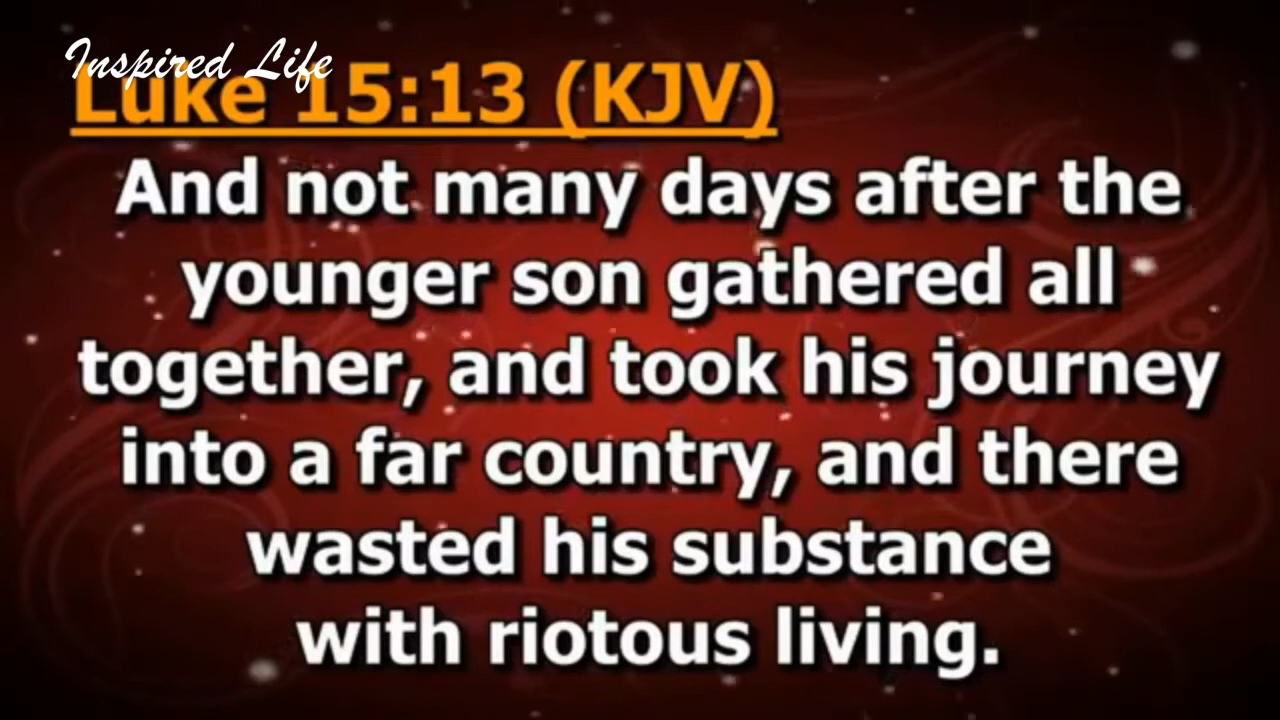 Inspired Life
Luke 15:13 (KJV)
And not many days after the
younger son gathered all
together, and took his journey
into a far country, and there
wasted his substance
with riotous living.